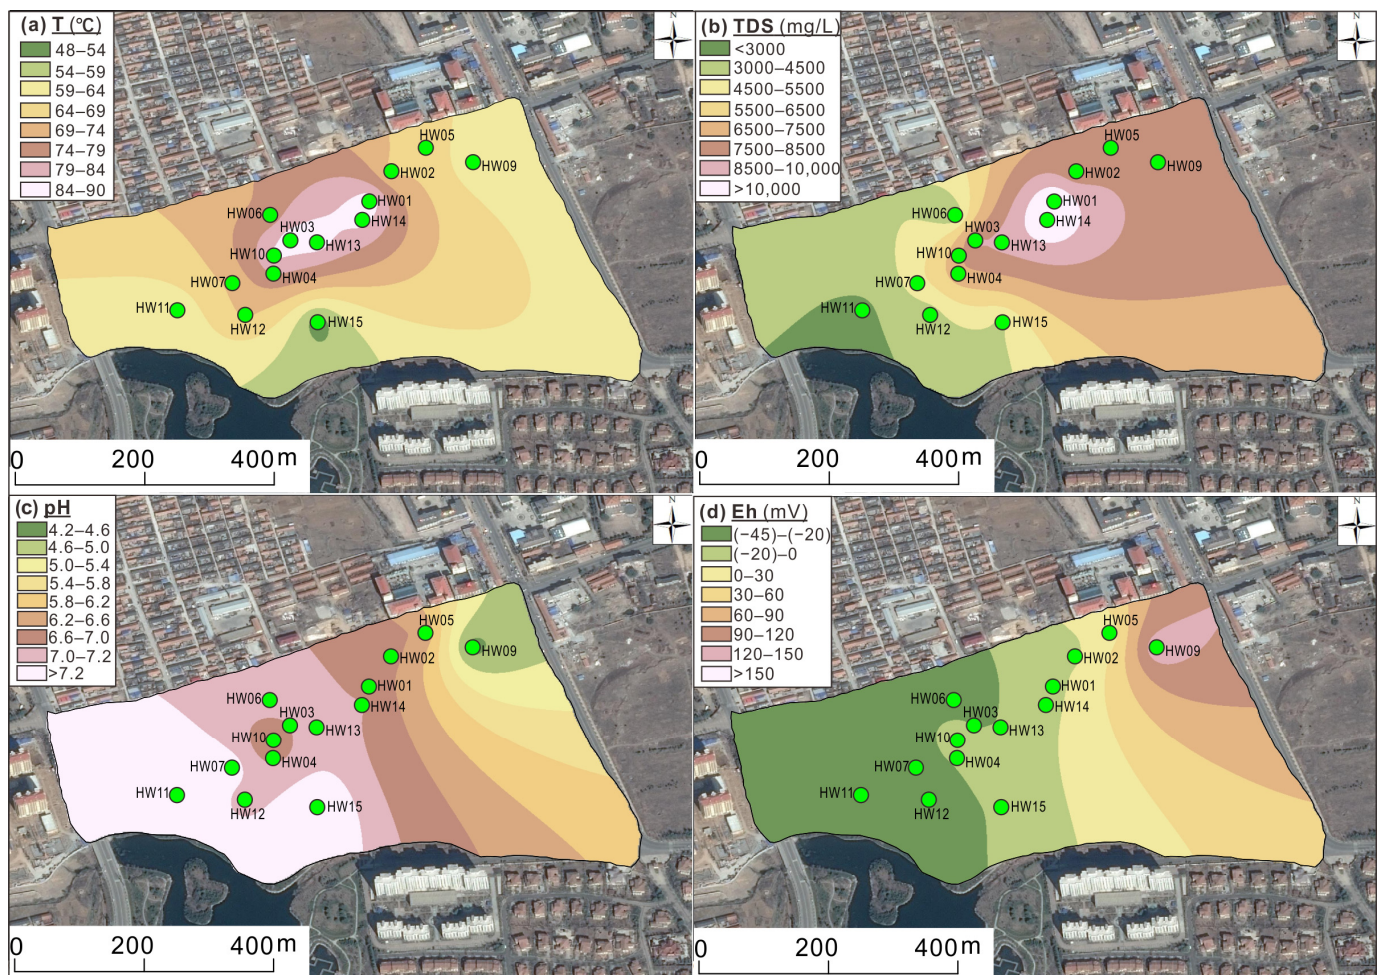 (a) T (℃)
48–54
54–59
59–64
64–69
69–74
74–79
79–84
84–90
N
HW05
HW09
HW02
HW01
HW14
HW06
HW03
HW13
HW10
HW04
HW07
HW11
HW12
HW15
0 200 400m
(b) TDS (mg/L)
<3000
3000–4500
4500–5500
5500–6500
6500–7500
7500–8500
8500–10,000
>10,000
N
HW05
HW09
HW02
HW01
HW14
HW06
HW03
HW13
HW10
HW04
HW07
HW11
HW12
HW15
0 200 400m
(c) pH
4.2–4.6
4.6–5.0
5.0–5.4
5.4–5.8
5.8–6.2
6.2–6.6
6.6–7.0
7.0–7.2
>7.2
N
HW05
HW09
HW02
HW01
HW14
HW06
HW03
HW13
HW10
HW04
HW07
HW11
HW12
HW15
0 200 400m
(d) Eh (mV)
(−45)–(−20)
(−20)–0
0–30
30–60
60–90
90–120
120–150
>150
N
HW05
HW09
HW02
HW01
HW14
HW06
HW03
HW13
HW10
HW04
HW07
HW11
HW12
HW15
0 200 400m